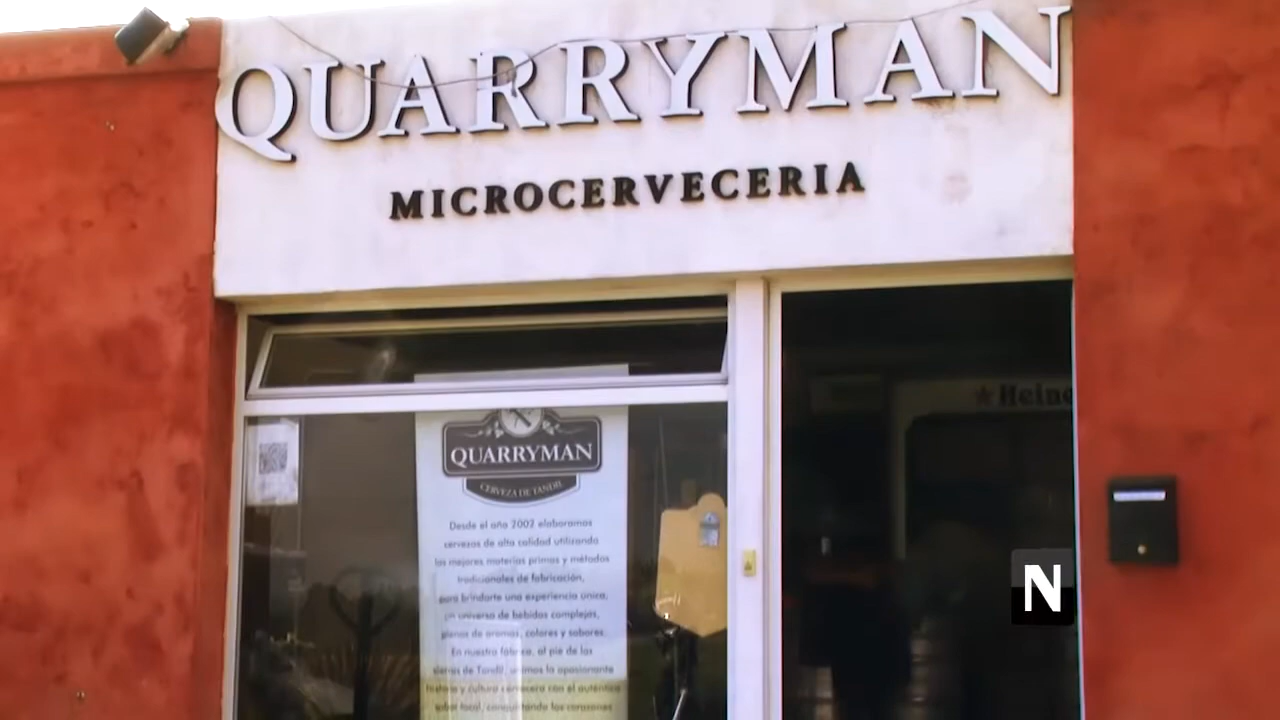 QUARRYMAN
MICROCERVECERIA
Heine
QUARRYMAN
CERVEZA DE TANDIL
Desde el año 2002 elaboramos
cervezas de alta calidad utilizando
las mejores materias primas y métodos
tradicionales de fabricación,
para brindarte una experiencia única,
un universo de bebidas complejas,
plenas de aromas, colores y sabores.
En nuestra fábrica, al pie de las
sierras de Tandil, unimos la apasionante
historia y cultura cervecera con el auténtico
sabor local, conquistando los corazones
N